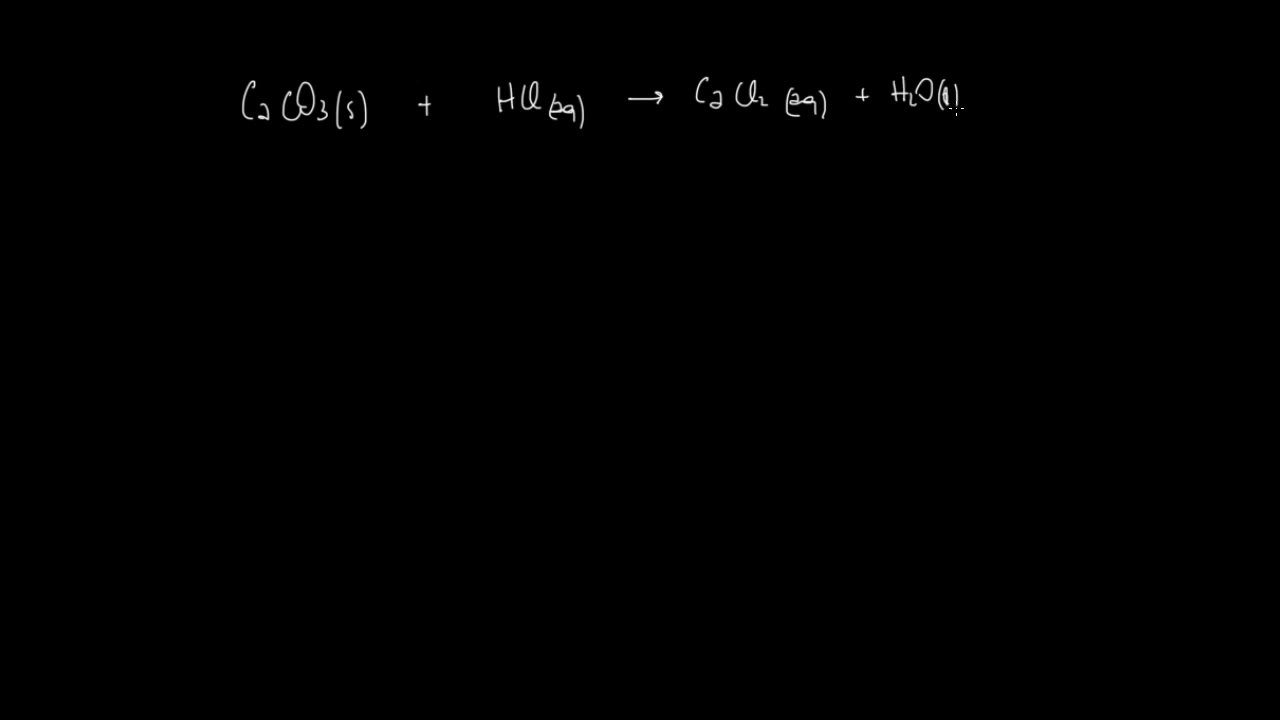 CaCO3(s) + HCl(aq) → CaCl2(aq) + H2O(l)